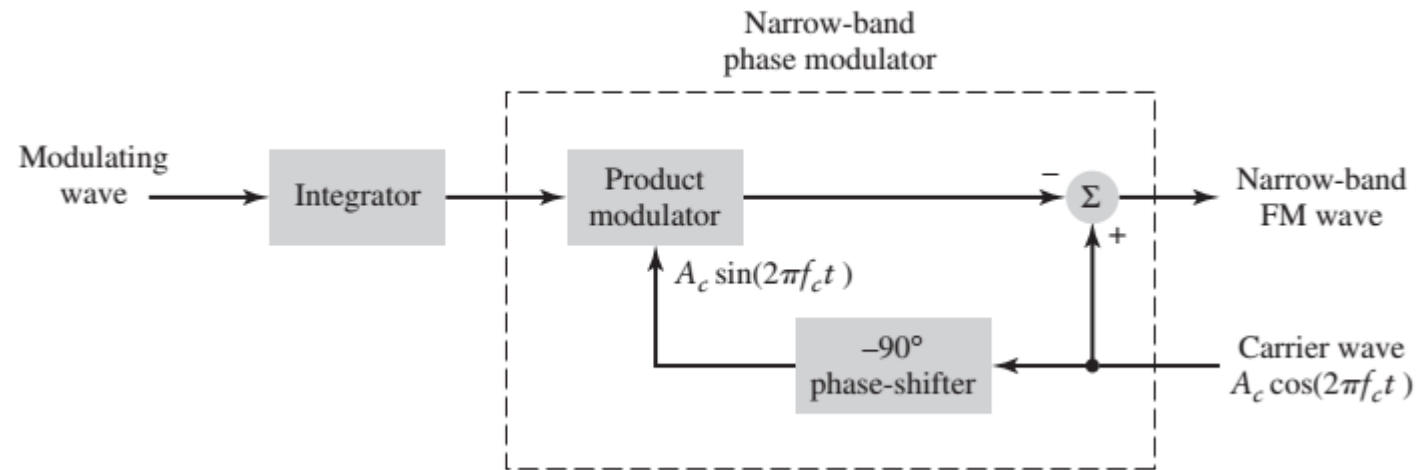 Narrow-band
phase modulator
Modulating
wave
Integrator
Product
modulator
–
Σ
+
Narrow-band
FM wave
A_c sin(2πf_c t)
–90°
phase-shifter
Carrier wave
A_c cos(2πf_c t)